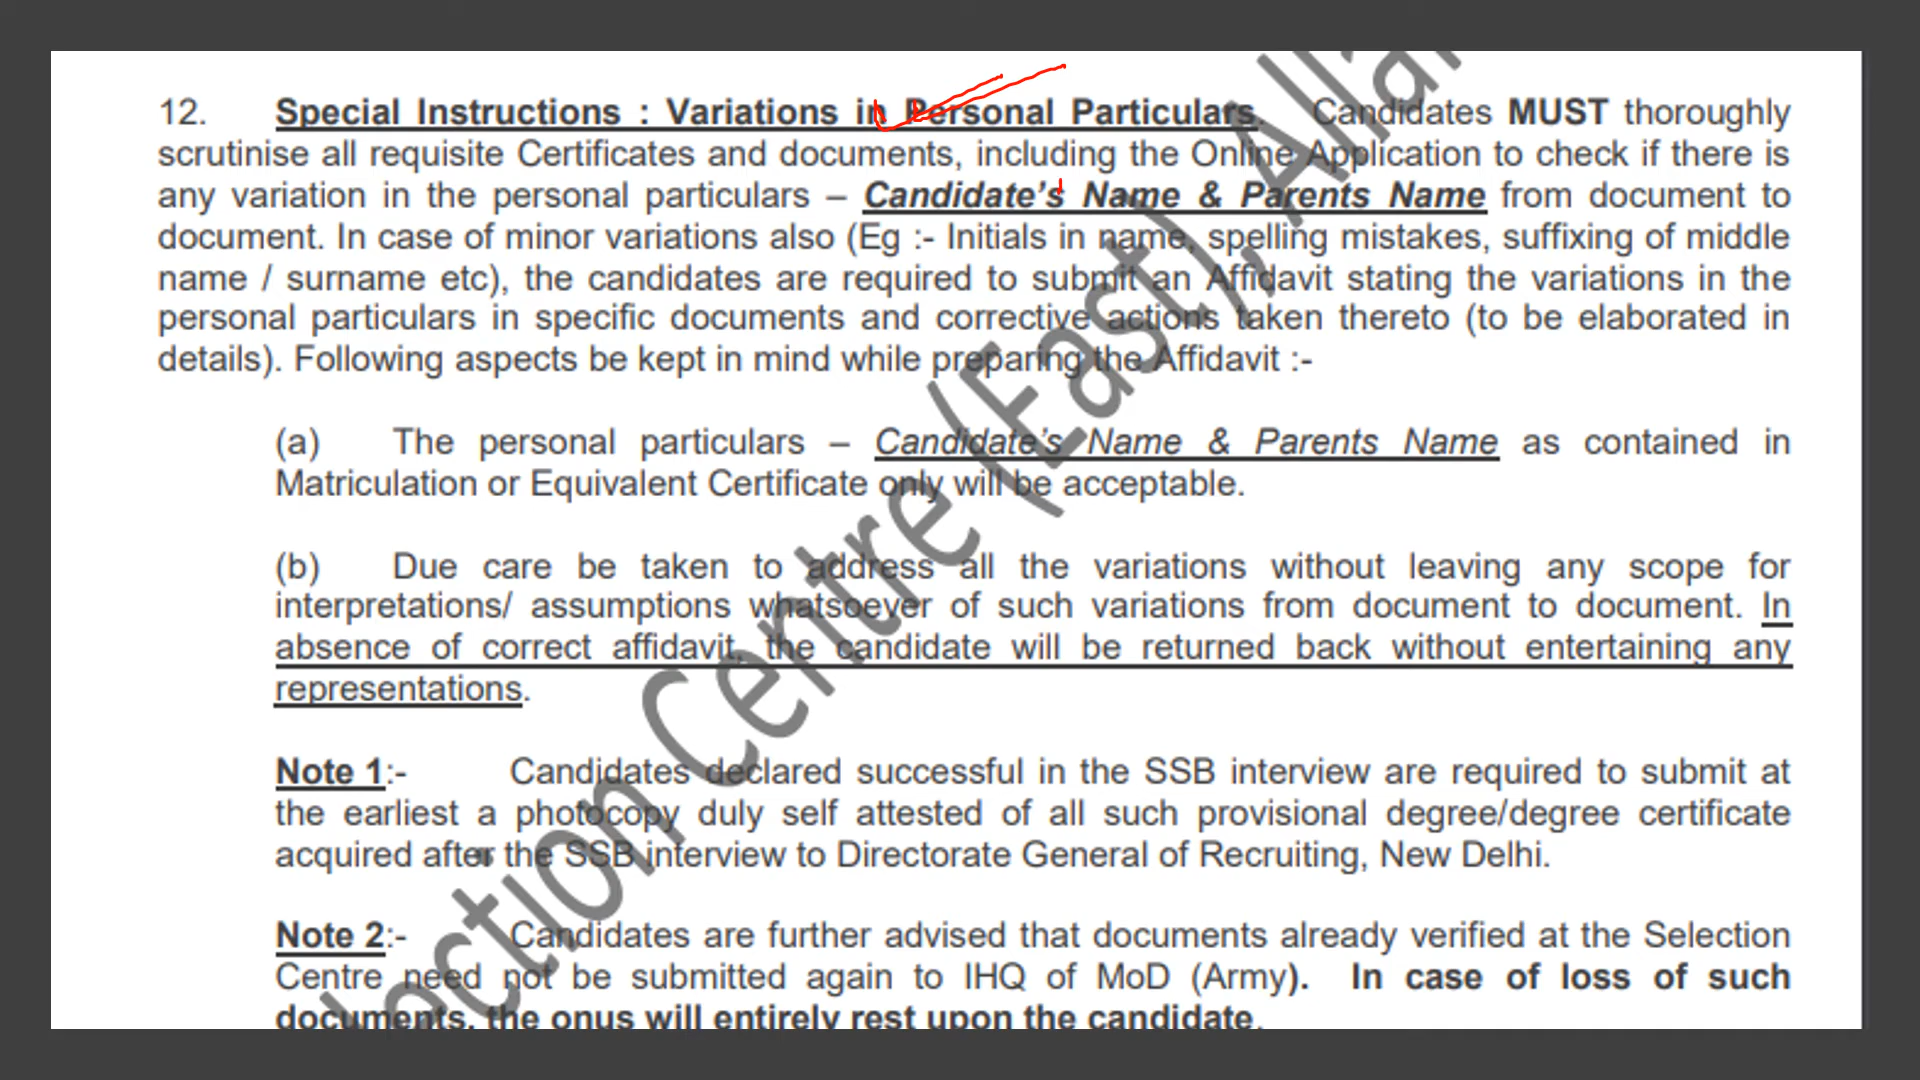 12. Special Instructions : Variations in Personal Particulars. Candidates MUST thoroughly
scrutinise all requisite Certificates and documents, including the Online Application to check if there is
any variation in the personal particulars – Candidate's Name & Parents Name from document to
document. In case of minor variations also (Eg :- Initials in name, spelling mistakes, suffixing of middle
name / surname etc), the candidates are required to submit an Affidavit stating the variations in the
personal particulars in specific documents and corrective actions taken thereto (to be elaborated in
details). Following aspects be kept in mind while preparing the Affidavit :-
(a) The personal particulars – Candidate's Name & Parents Name as contained in
Matriculation or Equivalent Certificate only will be acceptable.
(b) Due care be taken to address all the variations without leaving any scope for
interpretations/ assumptions whatsoever of such variations from document to document. In
absence of correct affidavit, the candidate will be returned back without entertaining any
representations.
Note 1:- Candidates declared successful in the SSB interview are required to submit at
the earliest a photocopy duly self attested of all such provisional degree/degree certificate
acquired after the SSB interview to Directorate General of Recruiting, New Delhi.
Note 2:- Candidates are further advised that documents already verified at the Selection
Centre need not be submitted again to IHQ of MoD (Army). In case of loss of such
documents, the onus will entirely rest upon the candidate.
lection Centre (East), Alla